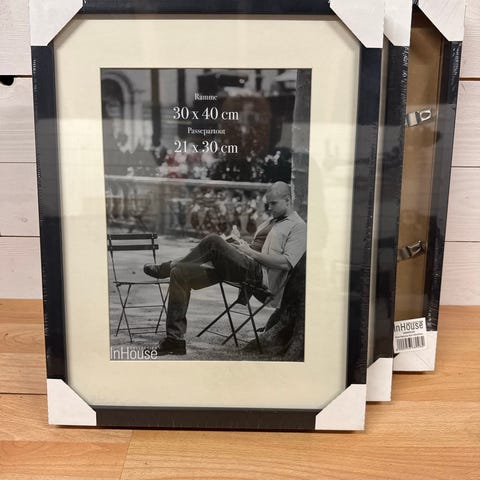 Ramme
30 x 40 cm
Passepartout
21 x 30 cm
InHouse
InHouse